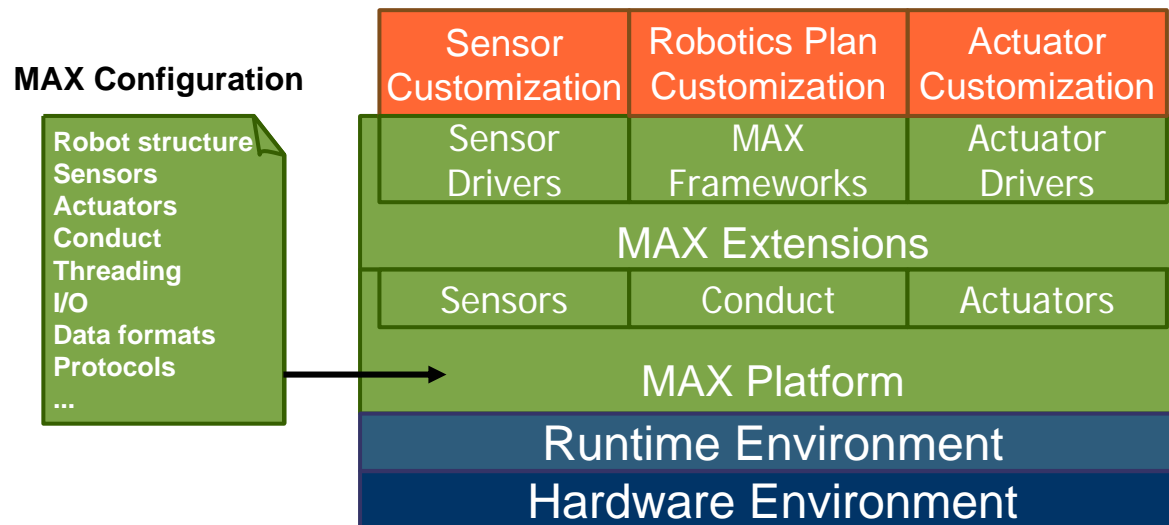 MAX Configuration
Robot structure
Sensors
Actuators
Conduct
Threading
I/O
Data formats
Protocols
...
Sensor
Customization
Robotics Plan
Customization
Actuator
Customization
Sensor
Drivers
MAX
Frameworks
Actuator
Drivers
MAX Extensions
Sensors
Conduct
Actuators
MAX Platform
Runtime Environment
Hardware Environment